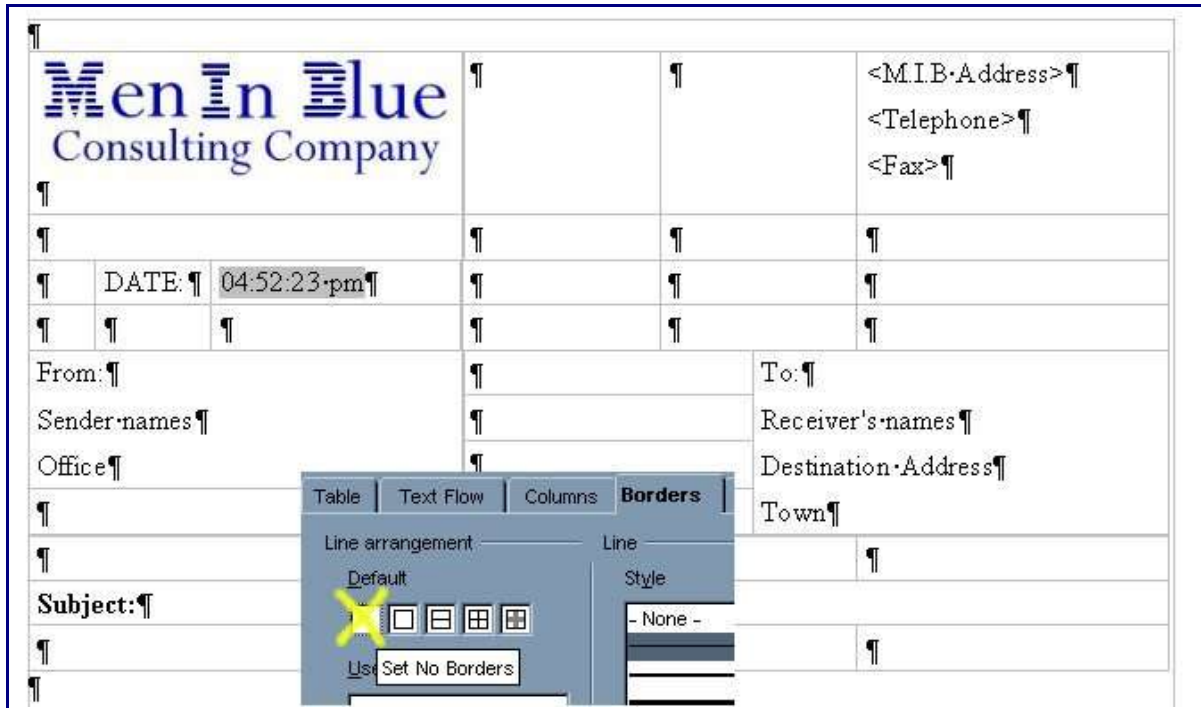 ¶
Men In Blue ¶ ¶ <M.I.B·Address>¶
Consulting Company <Telephone>¶
¶ <Fax>¶
¶ ¶ ¶ ¶
¶ DATE:¶ 04:52:23·pm¶ ¶ ¶ ¶
¶ ¶ ¶ ¶ ¶ ¶
From:¶ ¶ To:¶
Sender·names¶ ¶ Receiver's·names¶
Office¶ ¶ Destination·Address¶
¶ Town¶
¶ ¶
Subject:¶
¶ ¶
¶
Table Text Flow Columns Borders
Line arrangement Line
Default Style
- None -
Set No Borders